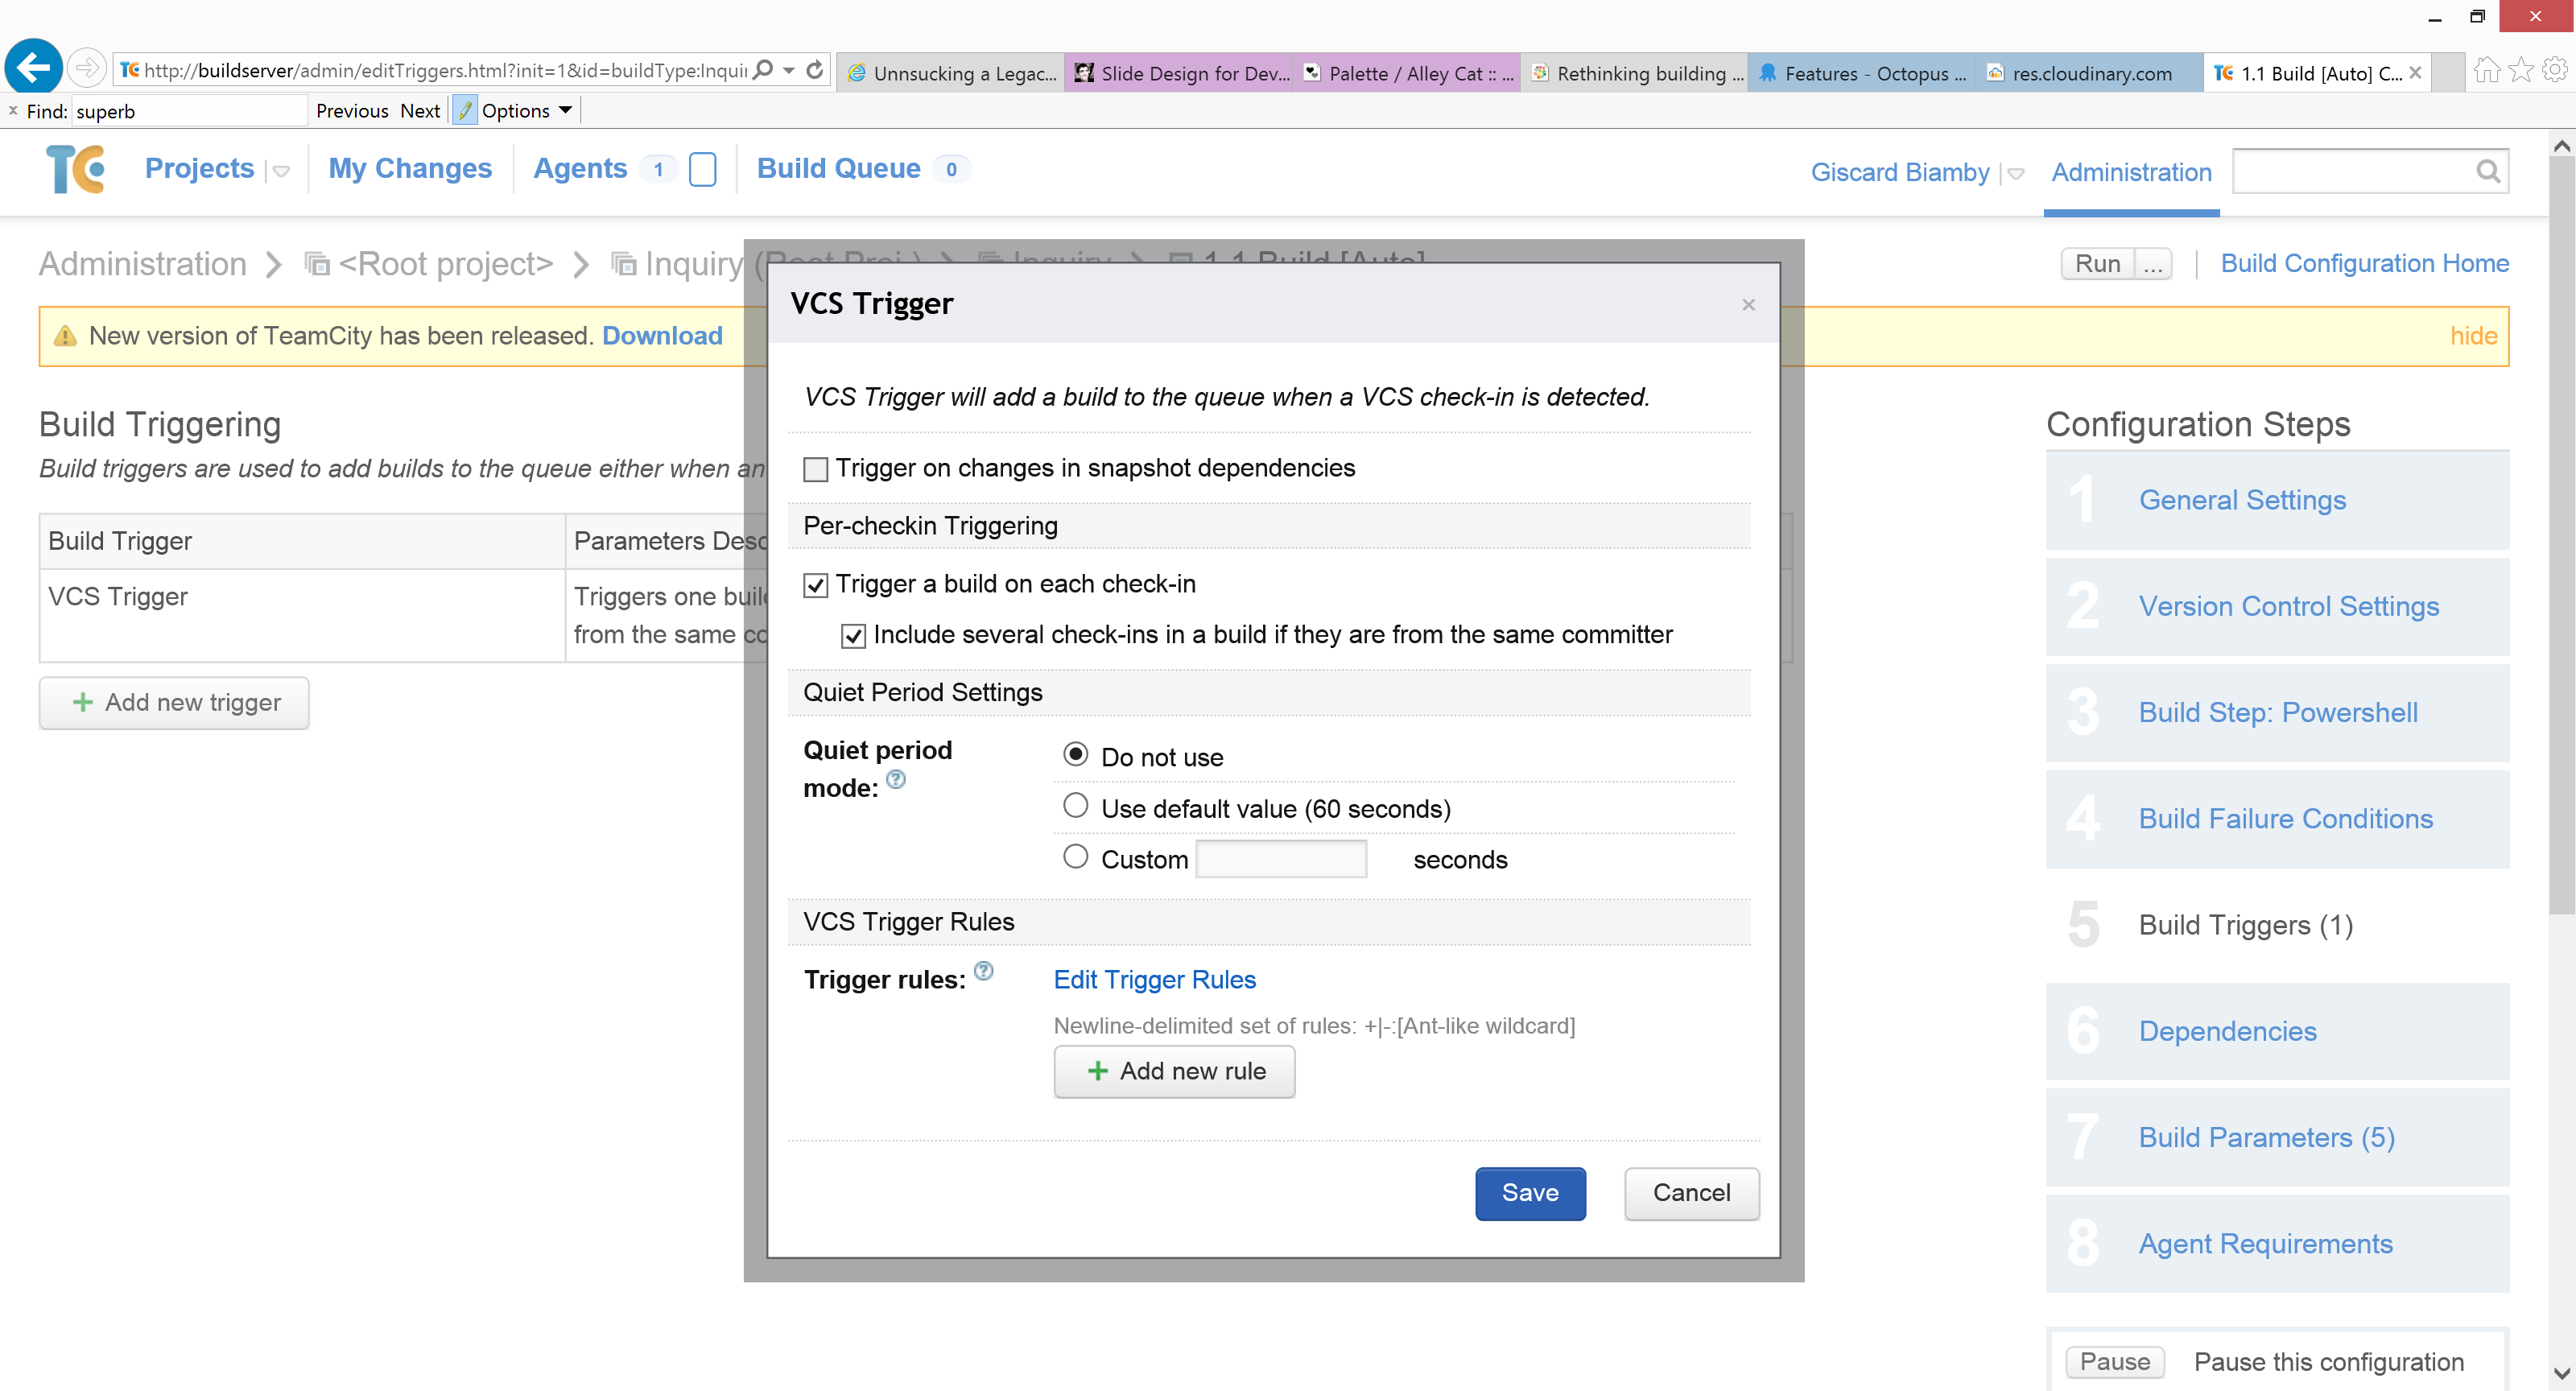 http://buildserver/admin/editTriggers.html?init=1&id=buildType:Inquir
Unnsucking a Legac...
Slide Design for Dev...
Palette / Alley Cat :: ...
Rethinking building ...
Features - Octopus ...
res.cloudinary.com
TC 1.1 Build [Auto] C...
x Find: superb Previous Next Options
TC Projects My Changes Agents 1 Build Queue 0
Giscard Biamby Administration
Administration <Root project> Inquiry (Root Proj.) Inquiry 1.1 Build [Auto]
Run ... Build Configuration Home
New version of TeamCity has been released. Download
hide
Build Triggering
Build triggers are used to add builds to the queue either when an
Build Trigger Parameters Desc
VCS Trigger Triggers one buil
from the same co
+ Add new trigger
VCS Trigger
VCS Trigger will add a build to the queue when a VCS check-in is detected.
Trigger on changes in snapshot dependencies
Per-checkin Triggering
Trigger a build on each check-in
Include several check-ins in a build if they are from the same committer
Quiet Period Settings
Quiet period
mode: ?
Do not use
Use default value (60 seconds)
Custom seconds
VCS Trigger Rules
Trigger rules: ? Edit Trigger Rules
Newline-delimited set of rules: +|-:[Ant-like wildcard]
+ Add new rule
Save Cancel
Configuration Steps
1 General Settings
2 Version Control Settings
3 Build Step: Powershell
4 Build Failure Conditions
5 Build Triggers (1)
6 Dependencies
7 Build Parameters (5)
8 Agent Requirements
Pause Pause this configuration